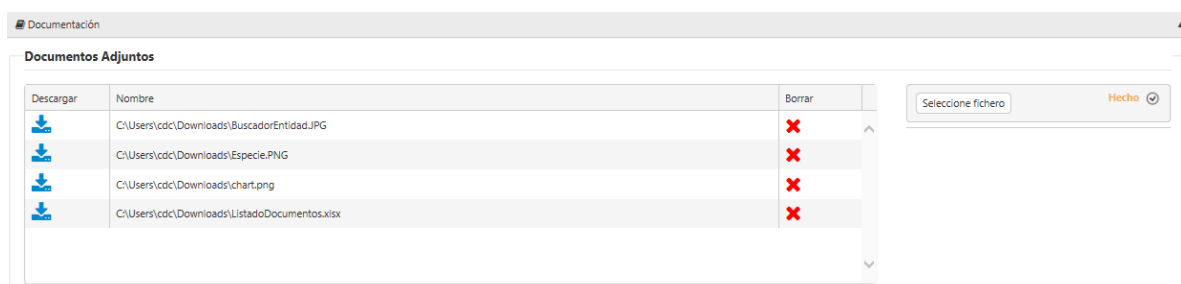 Documentación
Documentos Adjuntos
Descargar Nombre Borrar
C:\Users\cdc\Downloads\BuscadorEntidad.JPG
C:\Users\cdc\Downloads\Especie.PNG
C:\Users\cdc\Downloads\chart.png
C:\Users\cdc\Downloads\ListadoDocumentos.xlsx
Seleccione fichero Hecho